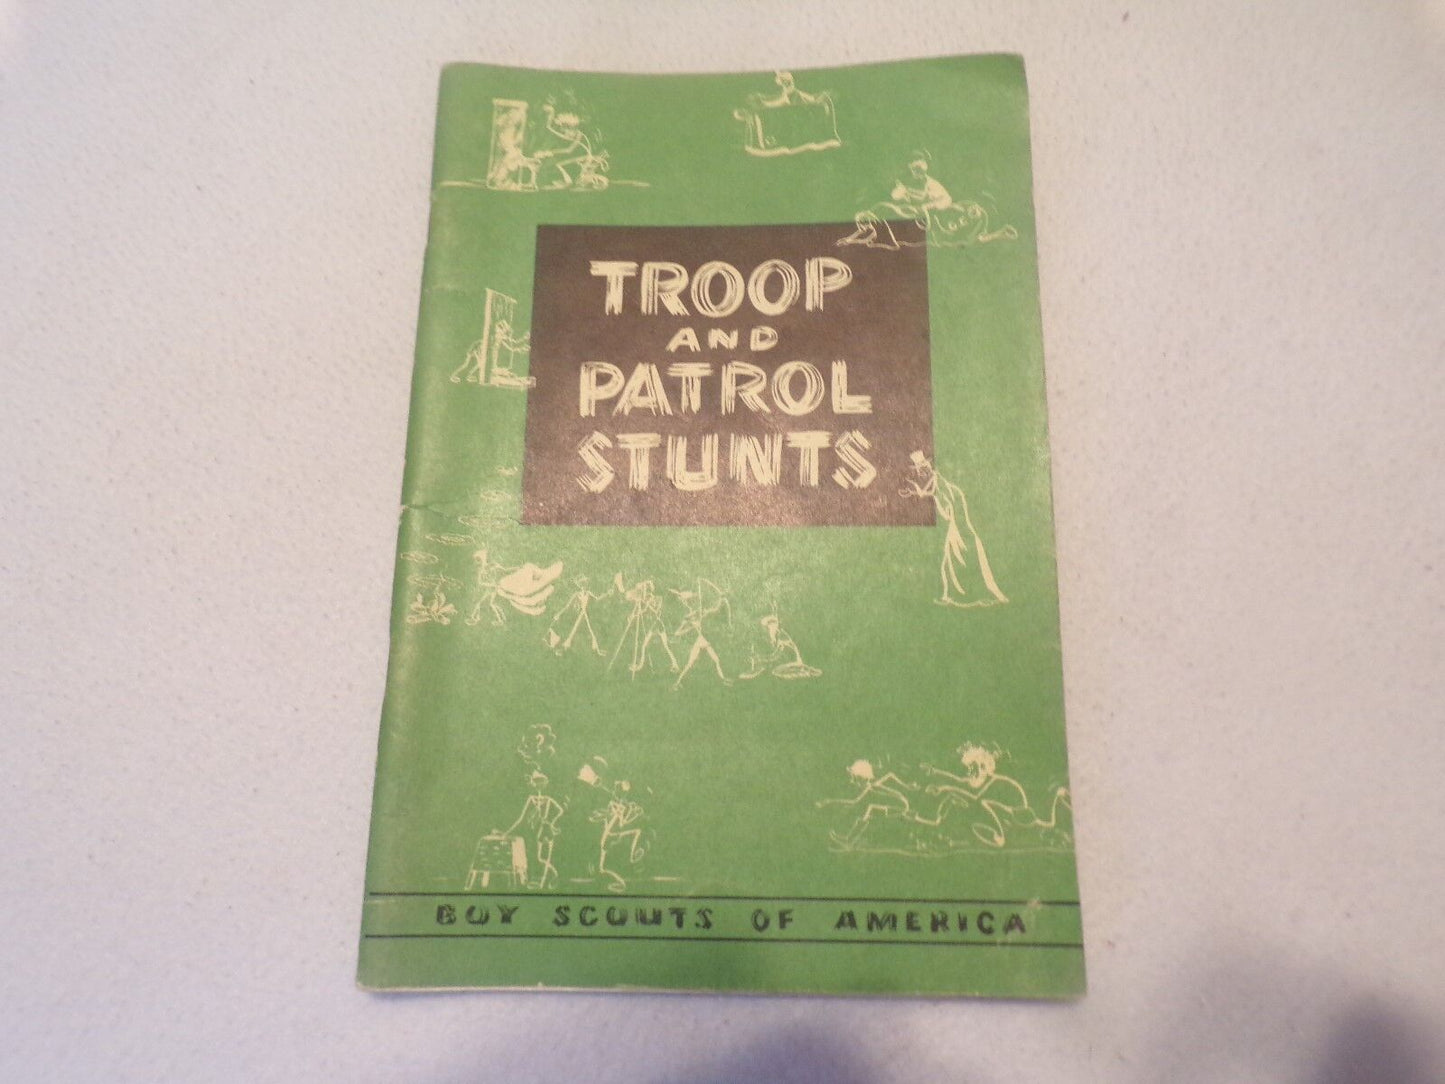 TROOP
AND
PATROL
STUNTS
?
BOY SCOUTS OF AMERICA